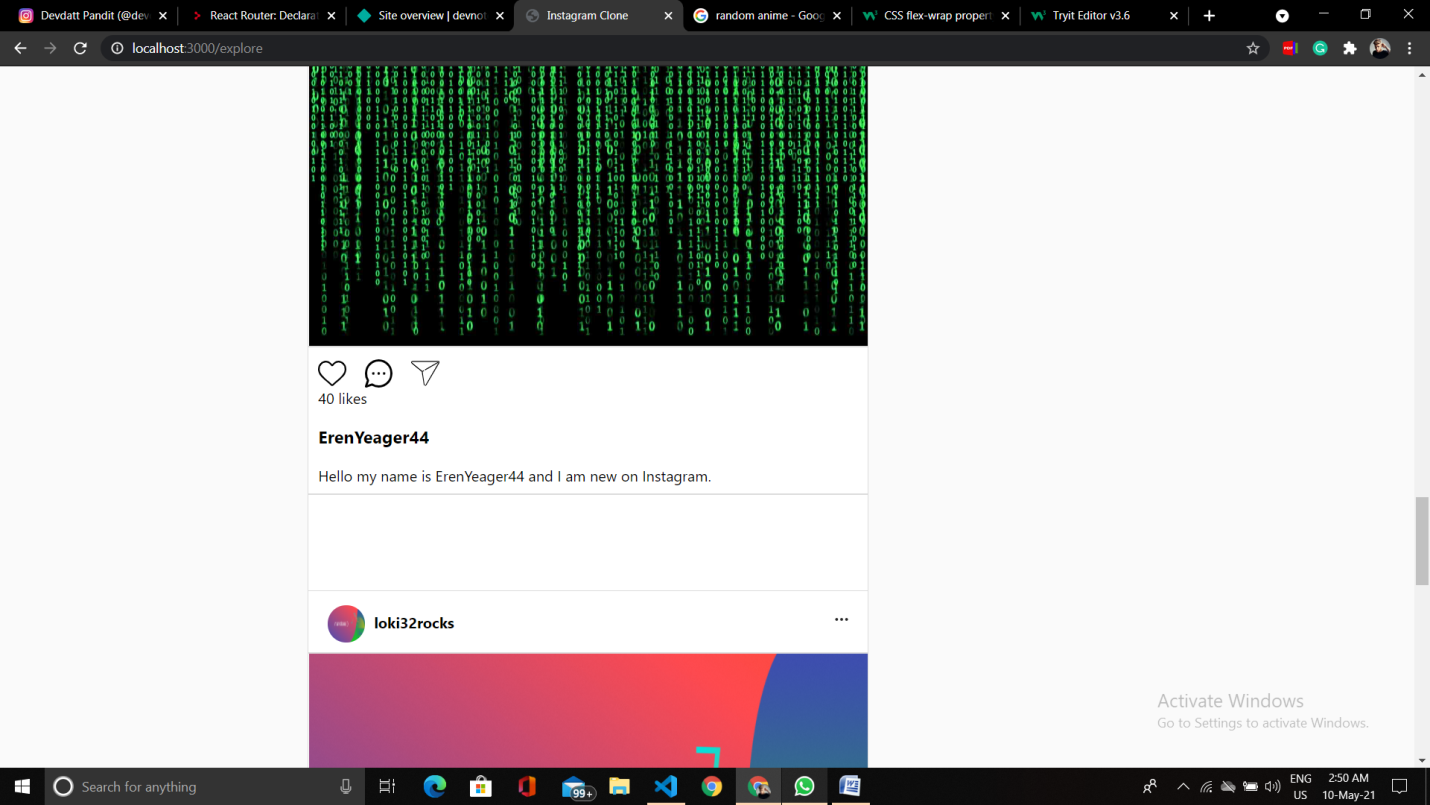 Devdatt Pandit (@dev
React Router: Declarat
Site overview | devnot
Instagram Clone
random anime - Goog
CSS flex-wrap propert
Tryit Editor v3.6
localhost:3000/explore
40 likes
ErenYeager44
Hello my name is ErenYeager44 and I am new on Instagram.
loki32rocks
Activate Windows
Go to Settings to activate Windows.
Search for anything
99+
ENG
US
2:50 AM
10-May-21